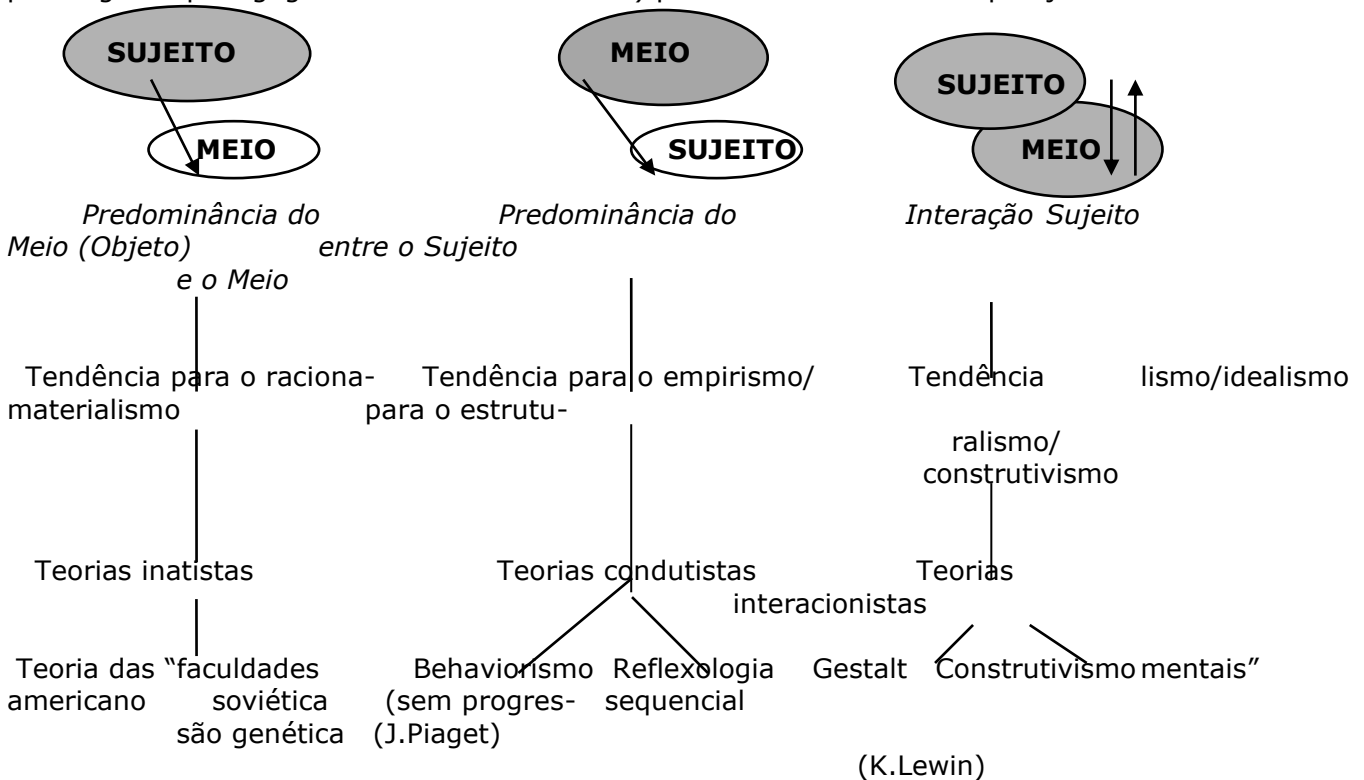 SUJEITO MEIO SUJEITO
MEIO SUJEITO MEIO
Predominância do Predominância do Interação Sujeito
Meio (Objeto) entre o Sujeito
e o Meio
Tendência para o raciona- Tendência para o empirismo/ Tendência lismo/idealismo
materialismo para o estrutu-
ralismo/
construtivismo
Teorias inatistas Teorias condutistas Teorias
interacionistas
Teoria das “faculdades Behaviorismo Reflexologia Gestalt Construtivismo mentais”
americano soviética (sem progres- sequencial
são genética (J.Piaget)
(K.Lewin)